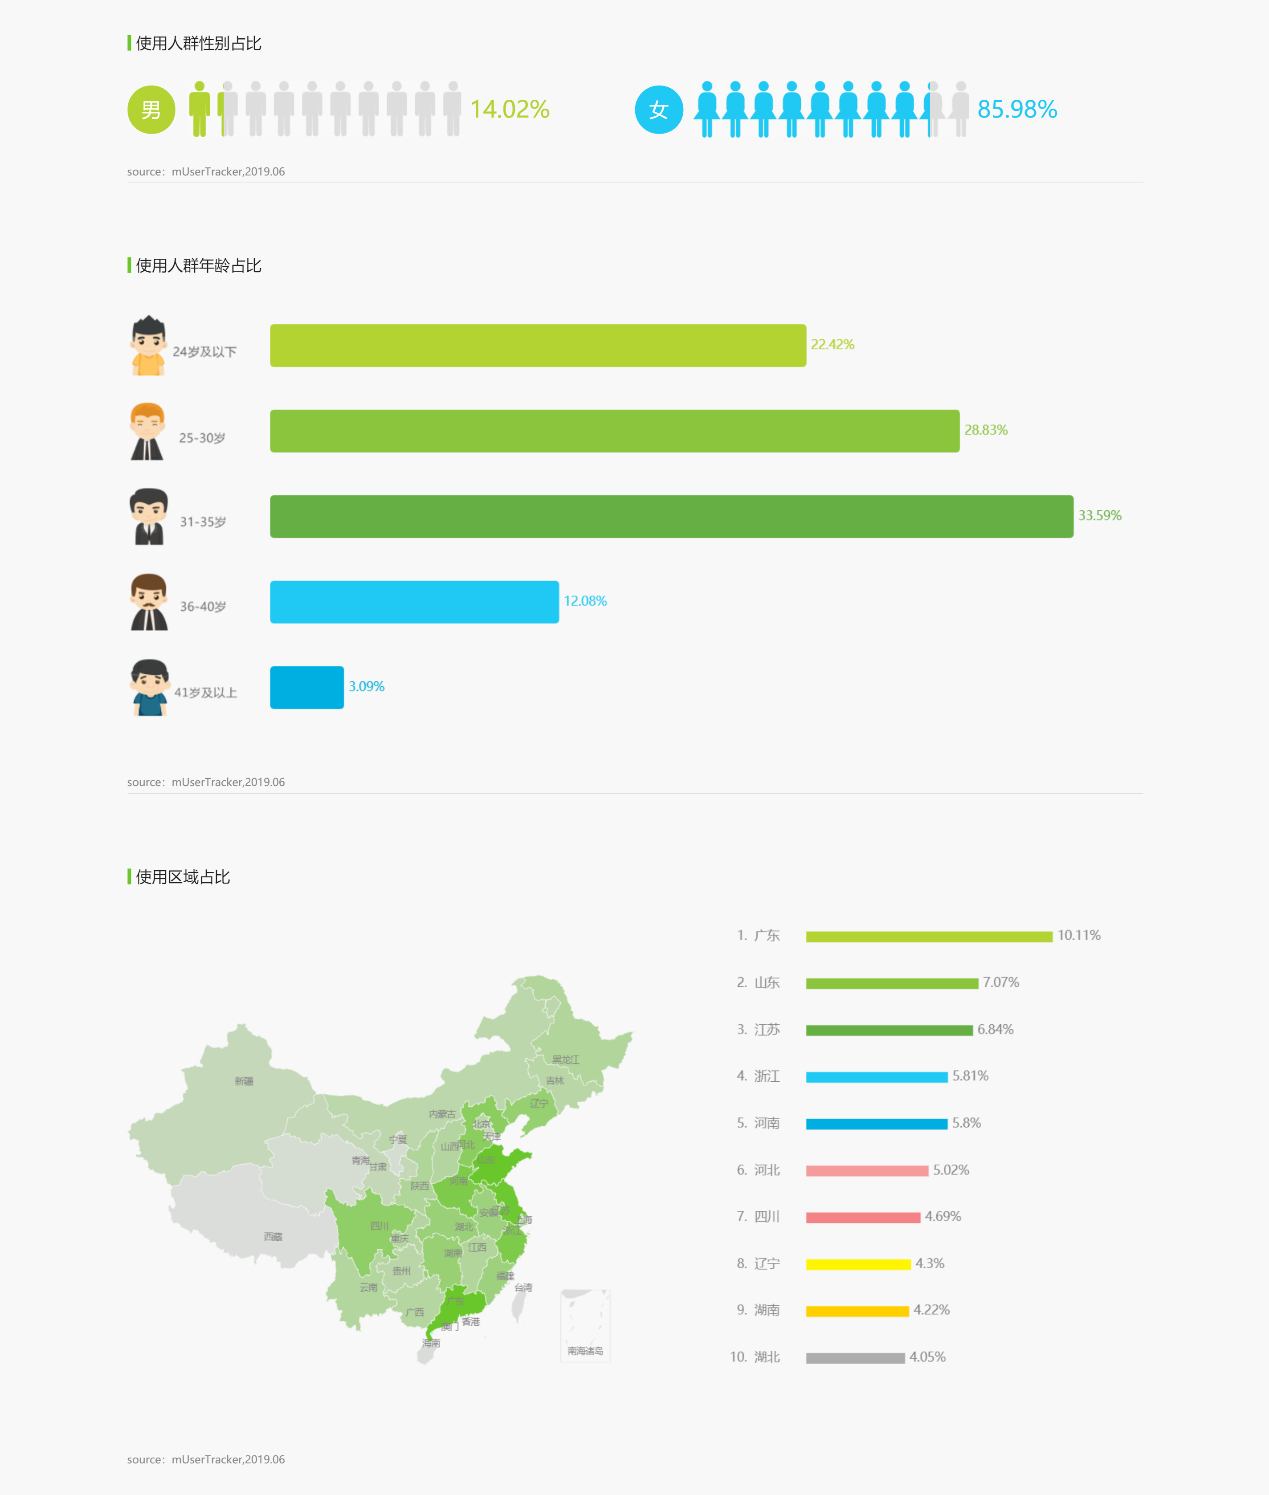 使用人群性别占比
男 14.02% 女 85.98%
source：mUserTracker,2019.06
使用人群年龄占比
24岁及以下 22.42%
25-30岁 28.83%
31-35岁 33.59%
36-40岁 12.08%
41岁及以上 3.09%
source：mUserTracker,2019.06
使用区域占比
1. 广东 10.11%
2. 山东 7.07%
3. 江苏 6.84%
4. 浙江 5.81%
5. 河南 5.8%
6. 河北 5.02%
7. 四川 4.69%
8. 辽宁 4.3%
9. 湖南 4.22%
10. 湖北 4.05%
黑龙江
新疆
吉林
辽宁
内蒙古
北京
天津
宁夏
山西
河北
青海
甘肃
山东
河南
陕西
安徽
江苏
上海
四川
湖北
浙江
西藏
重庆
湖南
江西
贵州
福建
云南
台湾
广东
广西
香港
澳门
海南
南海诸岛
source：mUserTracker,2019.06